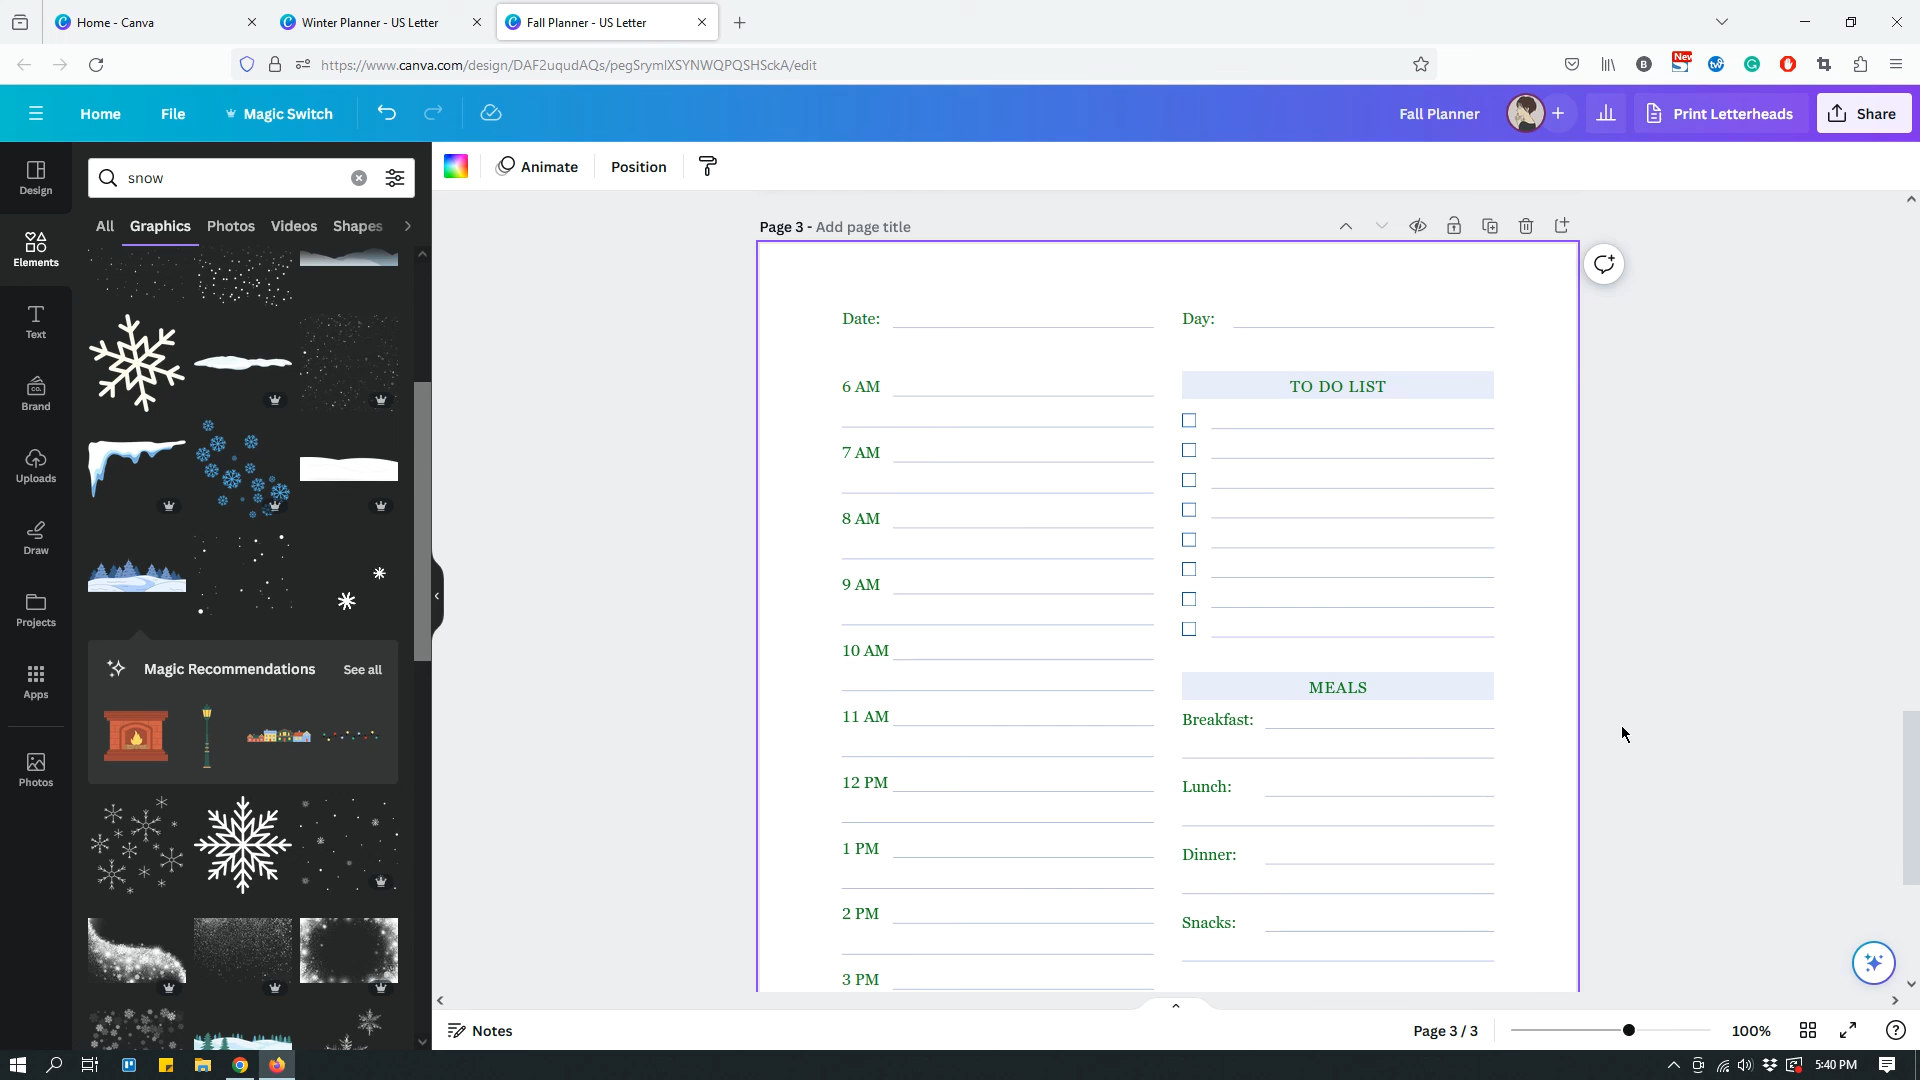 Home - Canva
Winter Planner - US Letter
Fall Planner - US Letter
https://www.canva.com/design/DAF2uqudAQs/pegSrymIXSYNWQPQSHSckA/edit
New
Home
File
Magic Switch
Fall Planner
Print Letterheads
Share
Design
Elements
Text
Brand
Uploads
Draw
Projects
Apps
Photos
snow
All
Graphics
Photos
Videos
Shapes
Magic Recommendations
See all
Animate
Position
Page 3 - Add page title
Date:
Day:
6 AM
7 AM
8 AM
9 AM
10 AM
11 AM
12 PM
1 PM
2 PM
3 PM
TO DO LIST
MEALS
Breakfast:
Lunch:
Dinner:
Snacks:
Notes
Page 3 / 3
100%
5:40 PM